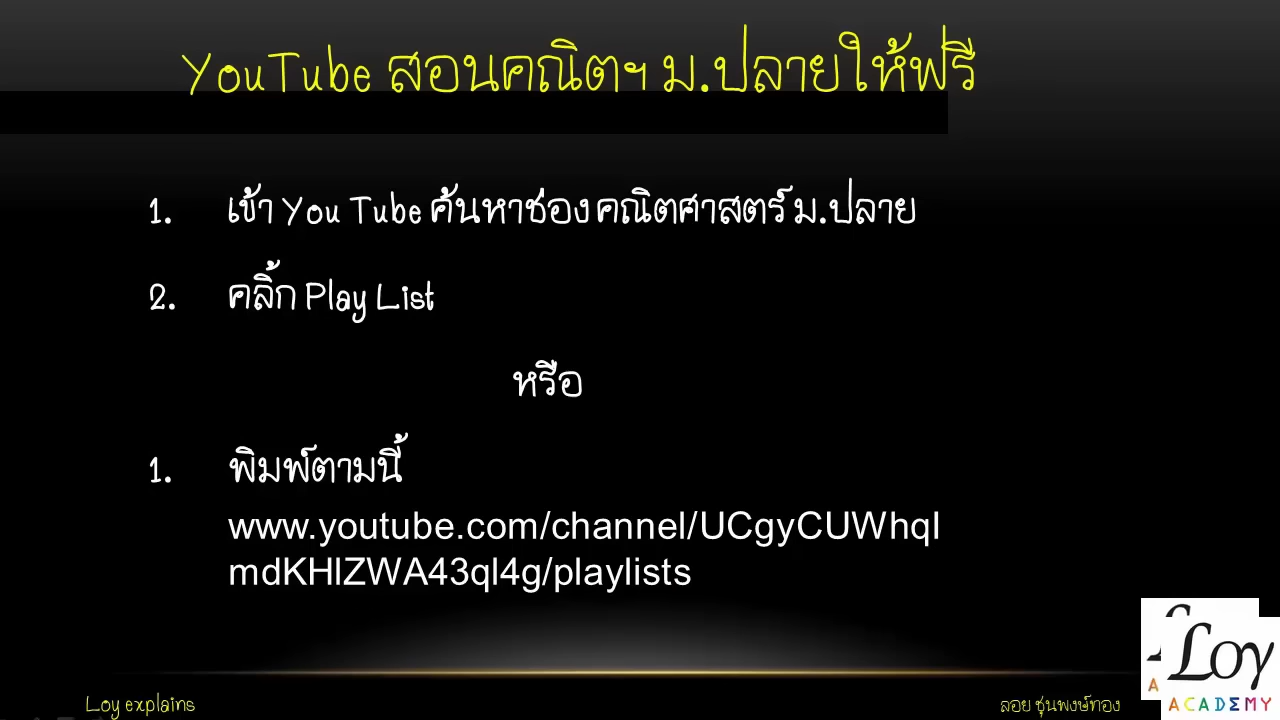 YouTube สอนคณิตฯ ม.ปลายให้ฟรี
1. เข้า You Tube ค้นหาช่อง คณิตศาสตร์ ม.ปลาย
2. คลิ้ก Play List
หรือ
1. พิมพ์ตามนี้
www.youtube.com/channel/UCgyCUWhqI
mdKHlZWA43ql4g/playlists
Loy explains
ลอย ชุนพงษ์ทอง
Loy
A ACADEMY